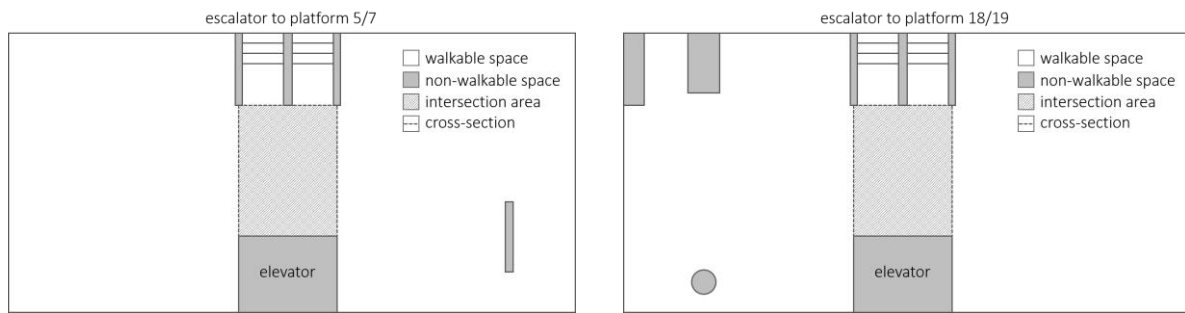 escalator to platform 5/7
walkable space
non-walkable space
intersection area
cross-section
elevator
escalator to platform 18/19
walkable space
non-walkable space
intersection area
cross-section
elevator